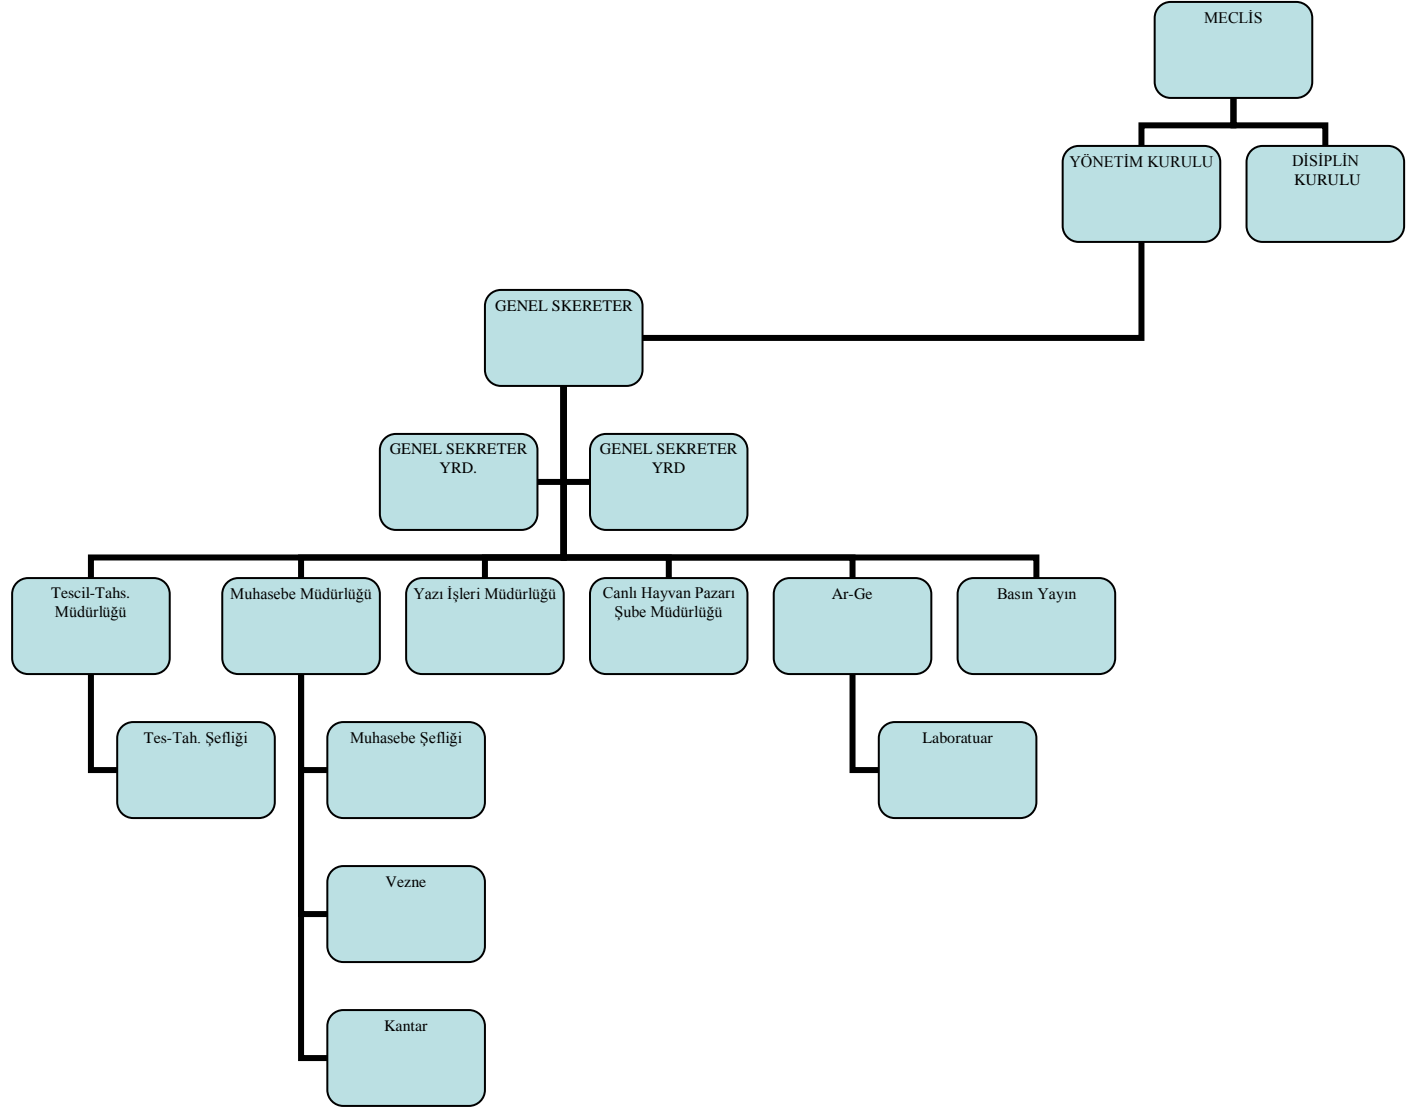 MECLİS
YÖNETİM KURULU
DİSİPLİN
KURULU
GENEL SKERETER
GENEL SEKRETER
YRD.
GENEL SEKRETER
YRD
Tescil-Tahs.
Müdürlüğü
Muhasebe Müdürlüğü
Yazı İşleri Müdürlüğü
Canlı Hayvan Pazarı
Şube Müdürlüğü
Ar-Ge
Basın Yayın
Tes-Tah. Şefliği
Muhasebe Şefliği
Laboratuar
Vezne
Kantar